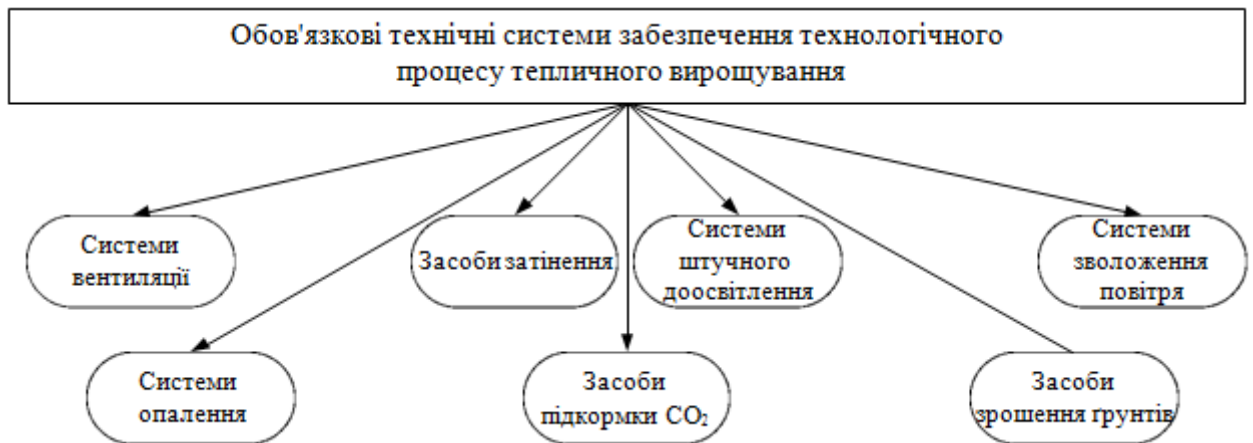 Обов'язкові технічні системи забезпечення технологічного
процесу тепличного вирощування
Системи
вентиляції
Засоби затінення
Системи
штучного
доосвітлення
Системи
зволоження
повітря
Системи
опалення
Засоби
підкормки CO₂
Засоби
зрошення ґрунтів